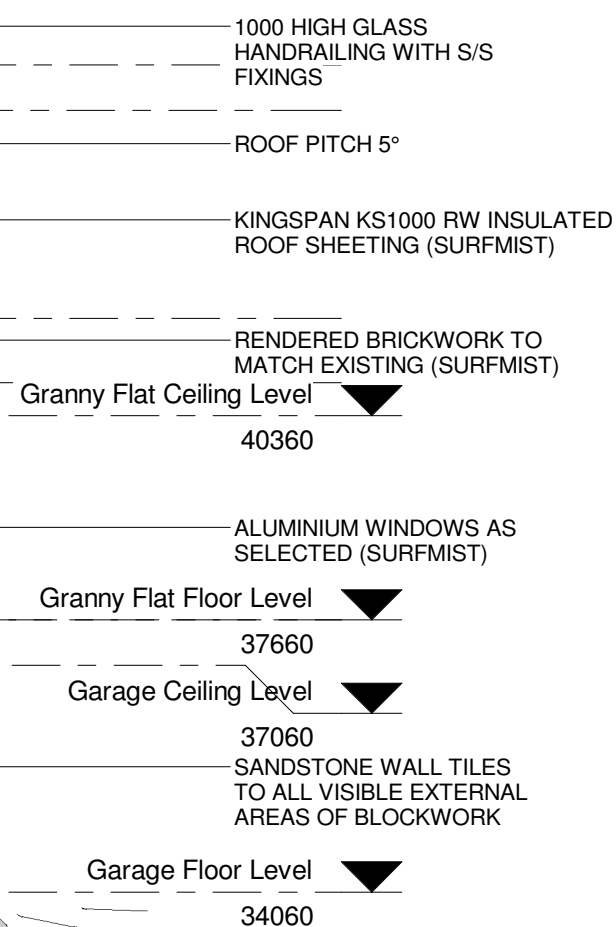 1000 HIGH GLASS
HANDRAILING WITH S/S
FIXINGS
ROOF PITCH 5°
KINGSPAN KS1000 RW INSULATED
ROOF SHEETING (SURFMIST)
RENDERED BRICKWORK TO
MATCH EXISTING (SURFMIST)
Granny Flat Ceiling Level
40360
ALUMINIUM WINDOWS AS
SELECTED (SURFMIST)
Granny Flat Floor Level
37660
Garage Ceiling Level
37060
SANDSTONE WALL TILES
TO ALL VISIBLE EXTERNAL
AREAS OF BLOCKWORK
Garage Floor Level
34060